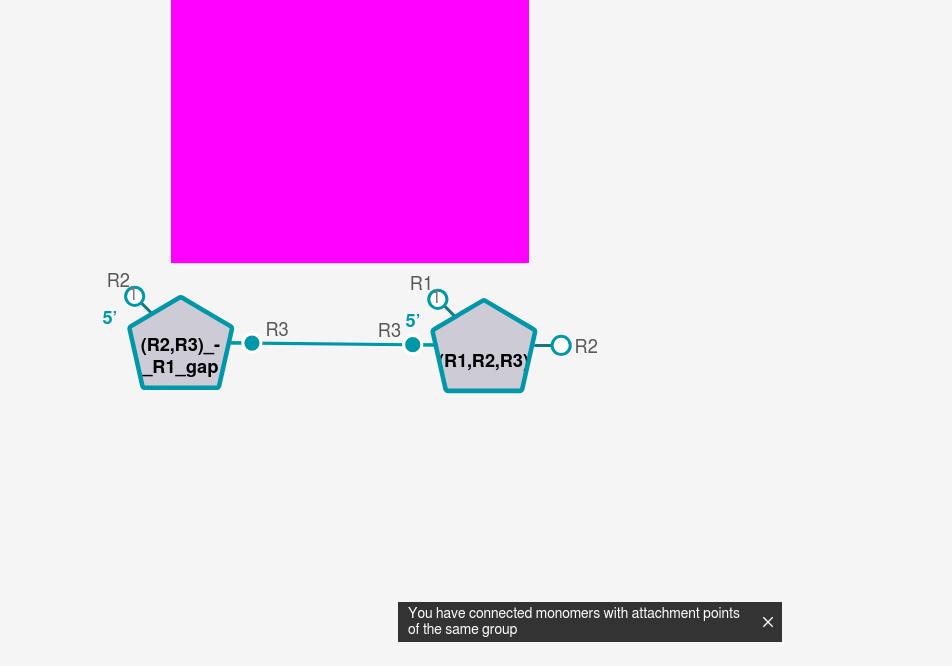 R2
R1
5’
5’
R3
R3
(R2,R3)_-
_R1_gap
(R1,R2,R3)
R2
You have connected monomers with attachment points
of the same group